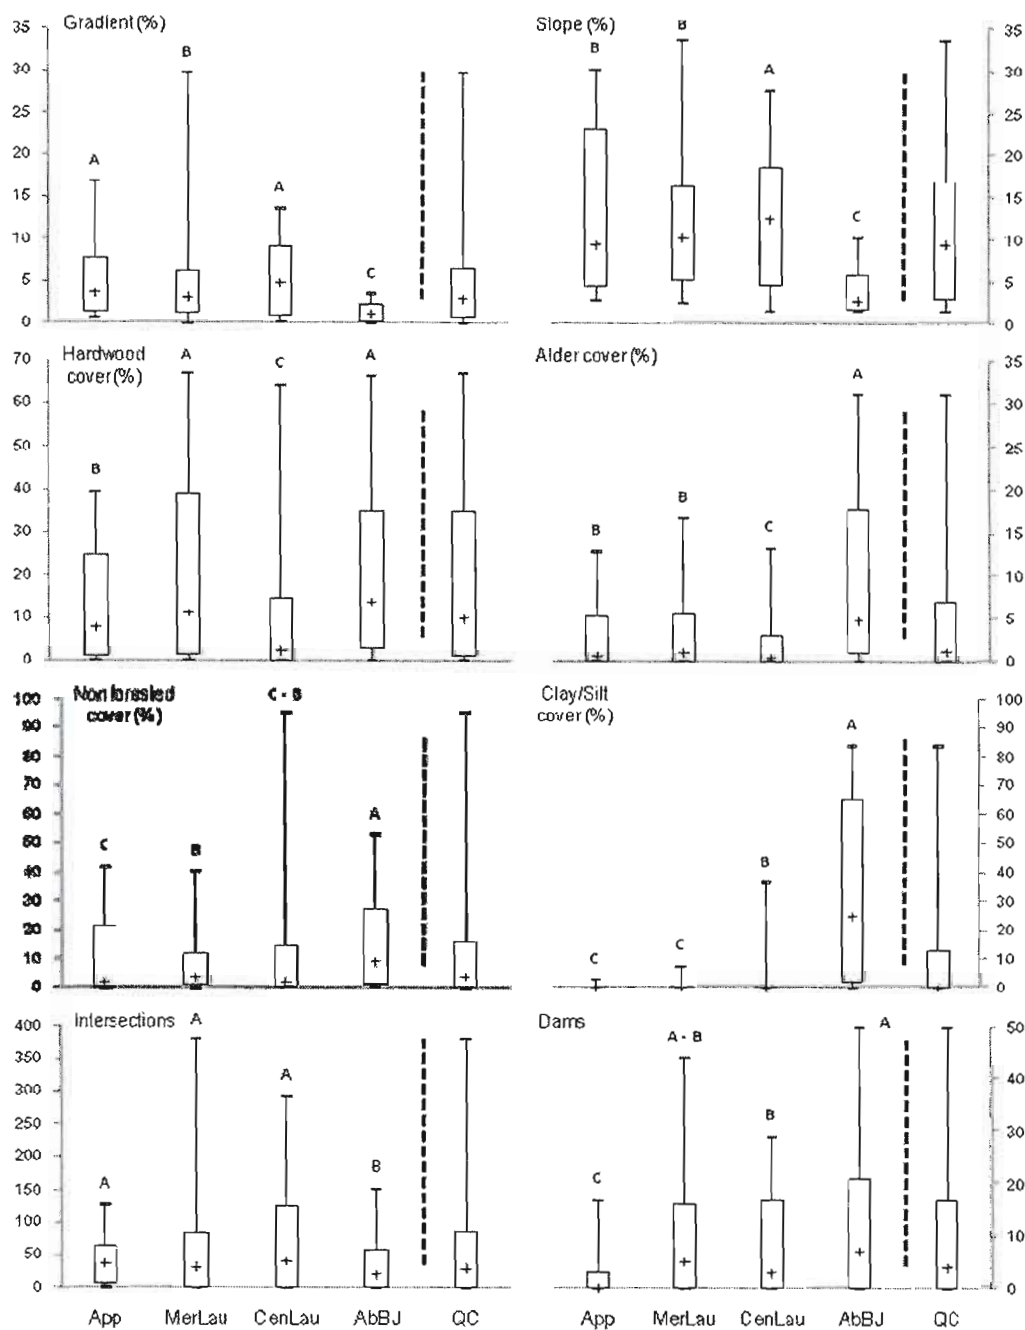 Gradient (%)
35
30
25
20
15
10
5
0
A
B
A
C
Slope (%)
B
B
A
C
35
30
25
20
15
10
5
0
Hardwood
cover (%)
70
60
50
40
30
20
10
0
B
A
C
A
Alder cover (%)
B
B
C
A
35
30
25
20
15
10
5
0
Non forested
cover (%)
100
90
80
70
60
50
40
30
20
10
0
C
B
C - B
A
Clay/Silt
cover (%)
C
C
B
A
100
90
80
70
60
50
40
30
20
10
0
Intersections
400
350
300
250
200
150
100
50
0
A
A
A
B
App MerLau CenLau AbBJ QC
Dams
C
A - B
B
A
50
40
30
20
10
0
App MerLau CenLau AbBJ QC